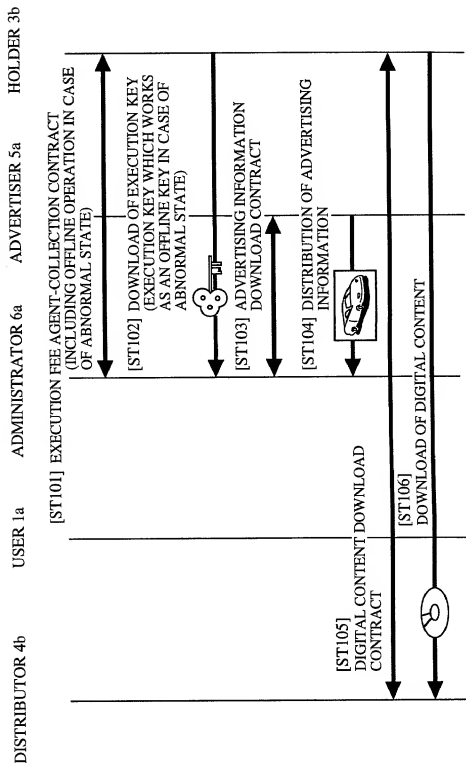 DISTRIBUTOR 4b
USER 1a
ADMINISTRATOR 6a
ADVERTISER 5a
HOLDER 3b
[ST101] EXECUTION FEE AGENT-COLLECTION CONTRACT
(INCLUDING OFFLINE OPERATION IN CASE
OF ABNORMAL STATE)
[ST102] DOWNLOAD OF EXECUTION KEY
(EXECUTION KEY WHICH WORKS
AS AN OFFLINE KEY IN CASE OF
ABNORMAL STATE)
[ST103] ADVERTISING INFORMATION
DOWNLOAD CONTRACT
[ST104] DISTRIBUTION OF ADVERTISING
INFORMATION
[ST105]
DIGITAL CONTENT DOWNLOAD
CONTRACT
[ST106]
DOWNLOAD OF DIGITAL CONTENT